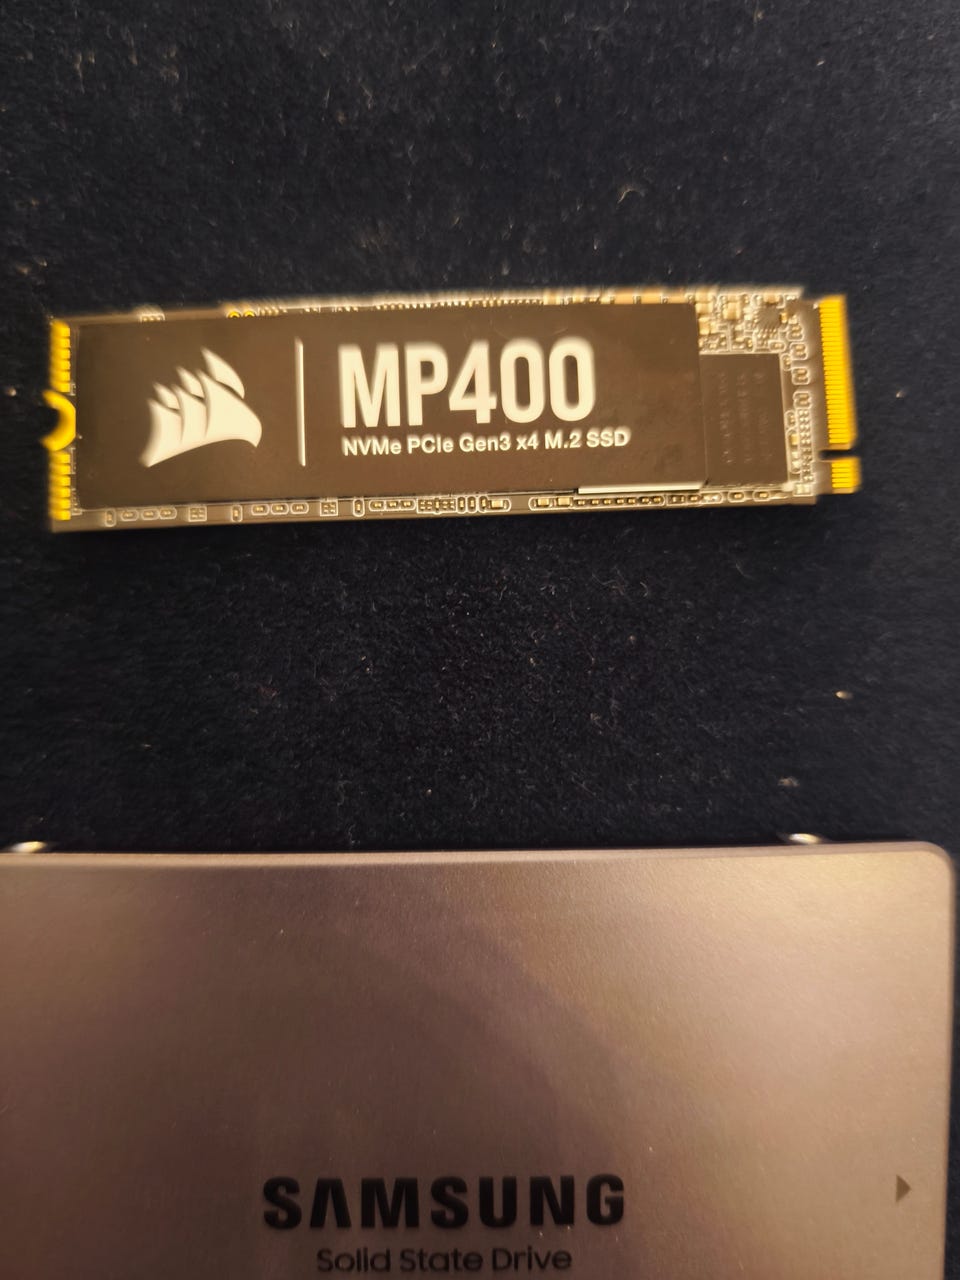 MP400
NVMe PCIe Gen3 x4 M.2 SSD
SAMSUNG
Solid State Drive